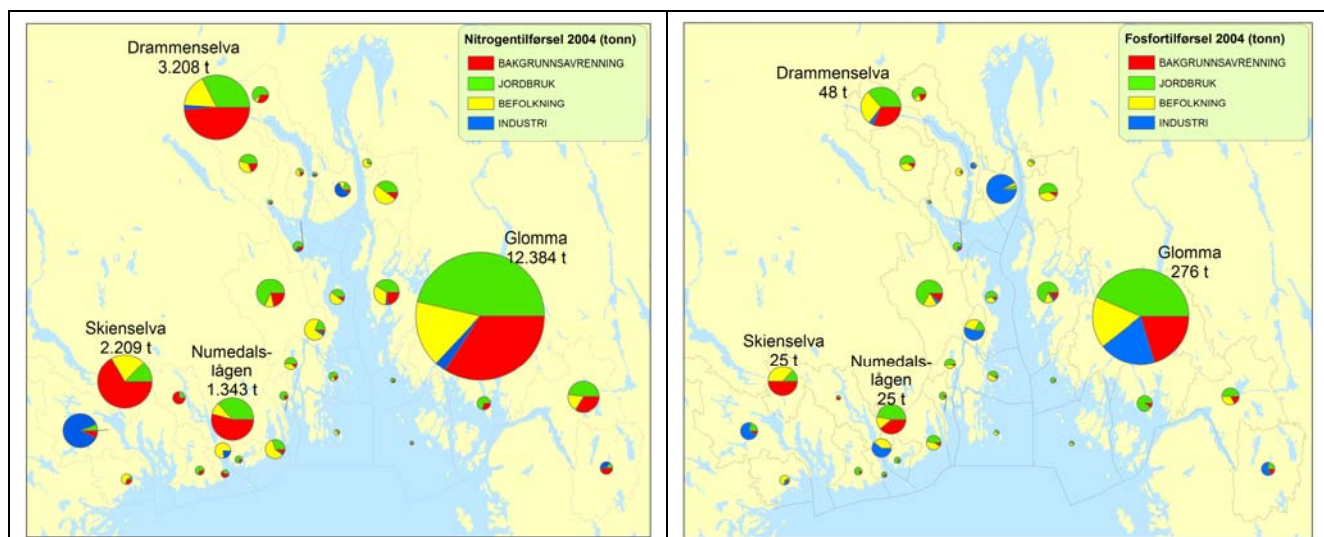 Nitrogentilførsel 2004 (tonn)
BAKGRUNNSAVRENNING
JORDBRUK
BEFOLKNING
INDUSTRI
Drammenselva
3.208 t
Glomma
12.384 t
Skienselva
2.209 t
Numedals-
lågen
1.343 t
Fosfortilførsel 2004 (tonn)
BAKGRUNNSAVRENNING
JORDBRUK
BEFOLKNING
INDUSTRI
Drammenselva
48 t
Glomma
276 t
Skienselva
25 t
Numedals-
lågen
25 t